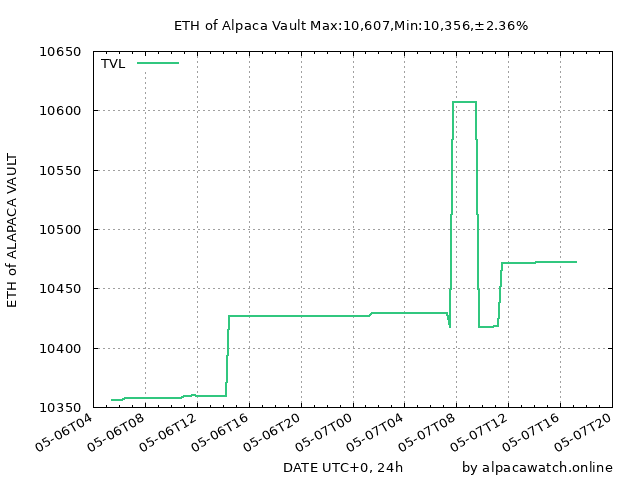 ETH of Alpaca Vault Max:10,607,Min:10,356,±2.36%
TVL
10650
10600
10550
10500
10450
10400
10350
ETH of ALAPACA VAULT
05-06T04
05-06T08
05-06T12
05-06T16
05-06T20
05-07T00
05-07T04
05-07T08
05-07T12
05-07T16
05-07T20
DATE UTC+0, 24h
by alpacawatch.online